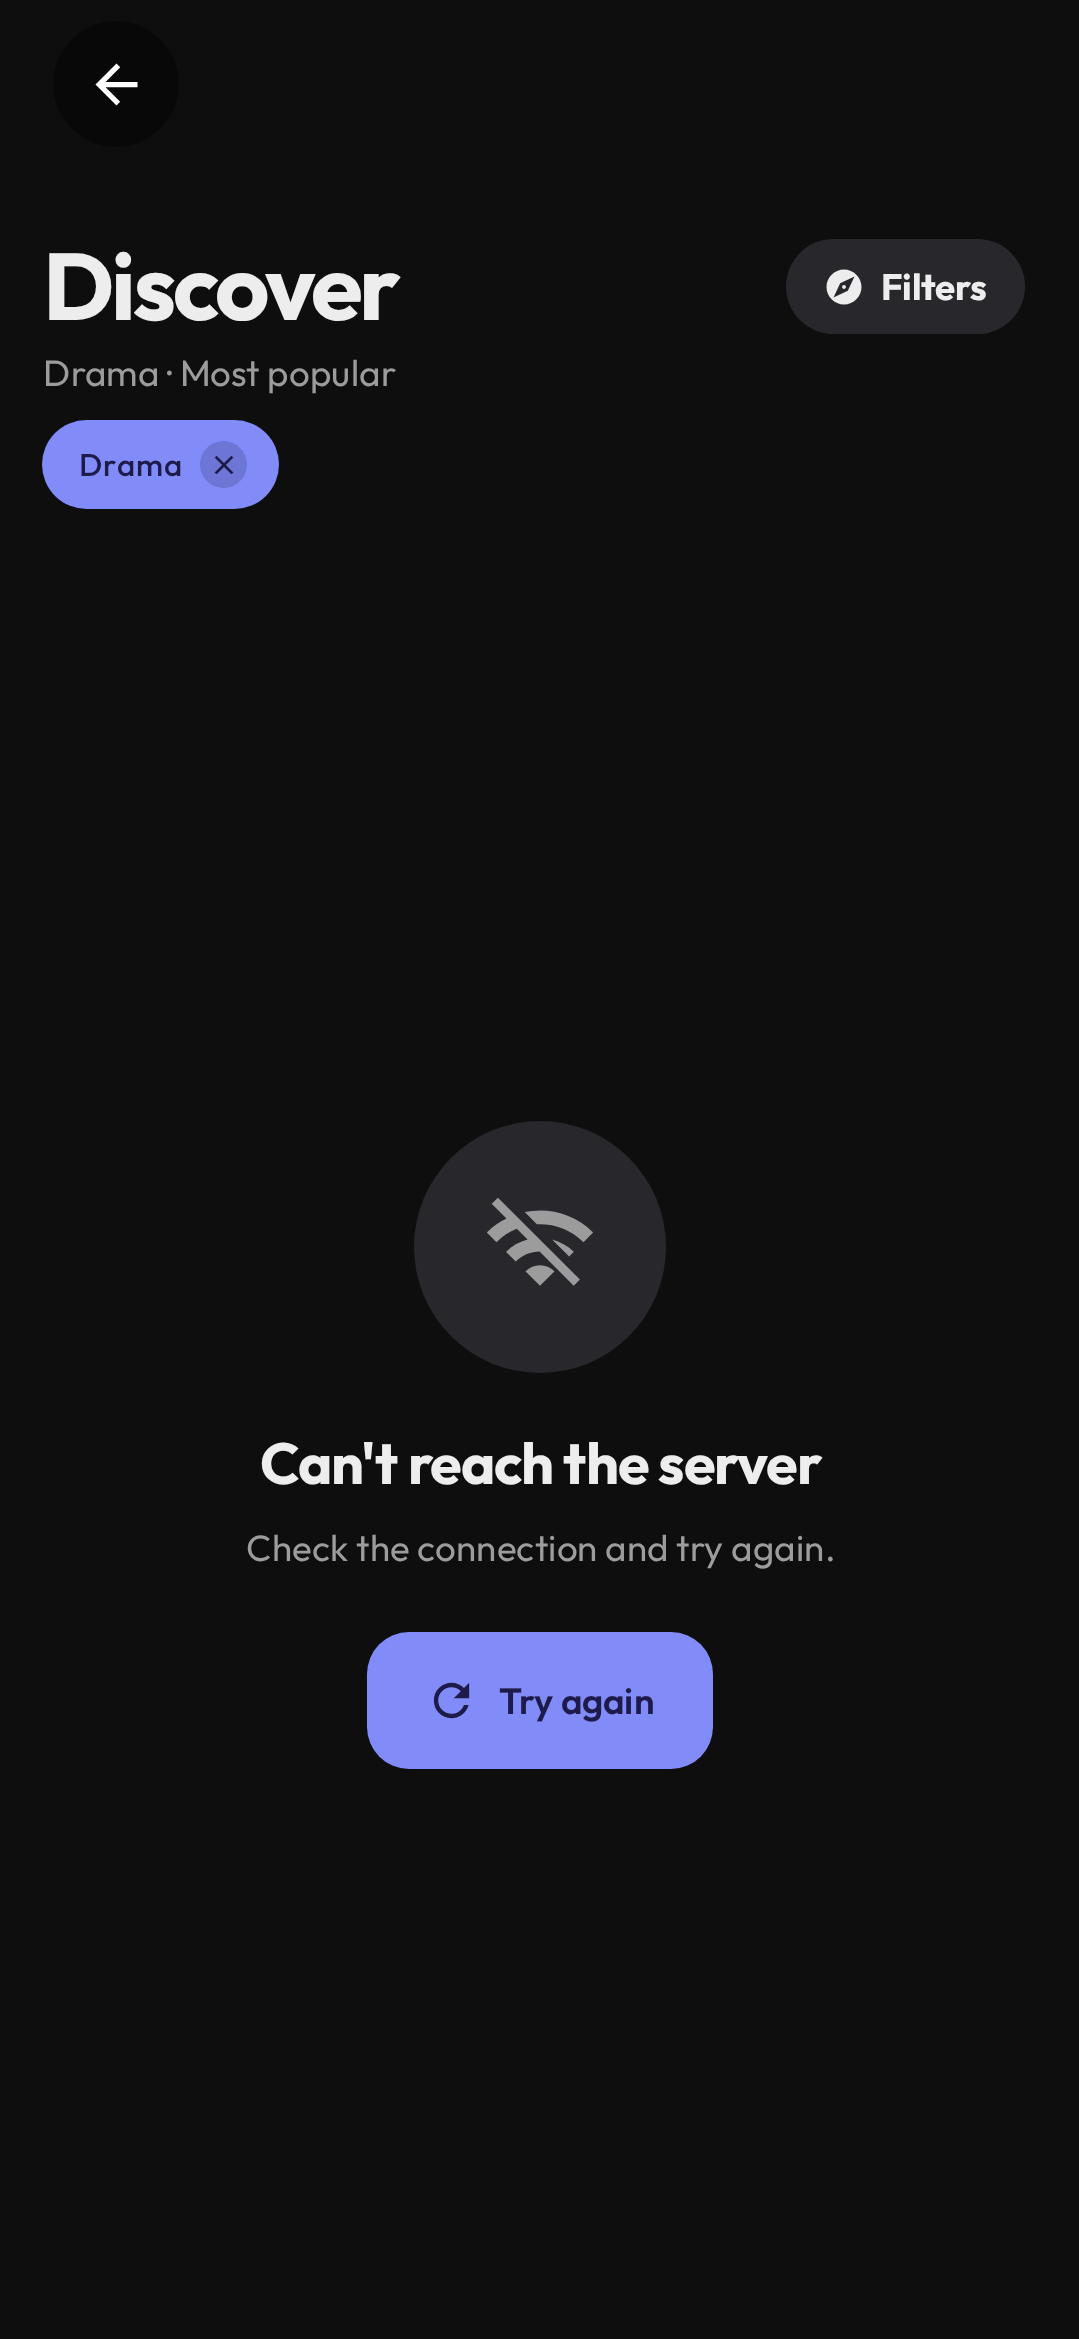 Discover
Filters
Drama · Most popular
Drama
Can't reach the server
Check the connection and try again.
Try again